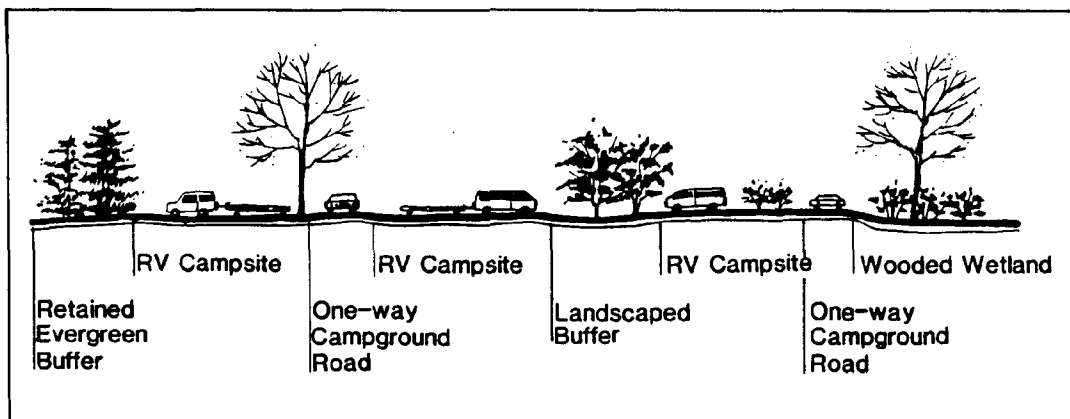 RV Campsite
RV Campsite
RV Campsite
Wooded Wetland
Retained
Evergreen
Buffer
One-way
Campground
Road
Landscaped
Buffer
One-way
Campground
Road